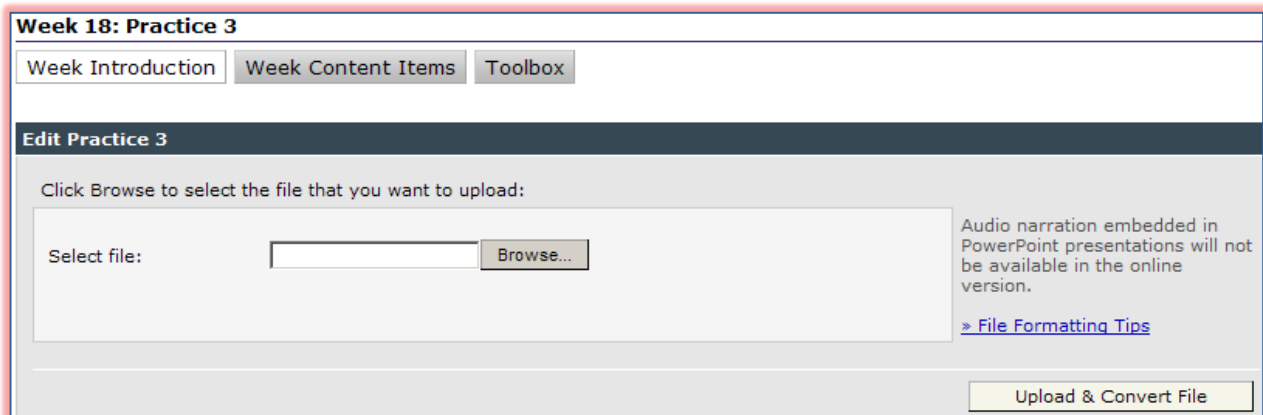 Week 18: Practice 3
Week Introduction
Week Content Items
Toolbox
Edit Practice 3
Click Browse to select the file that you want to upload:
Select file:
Browse...
Audio narration embedded in
PowerPoint presentations will not
be available in the online
version.
» File Formatting Tips
Upload & Convert File